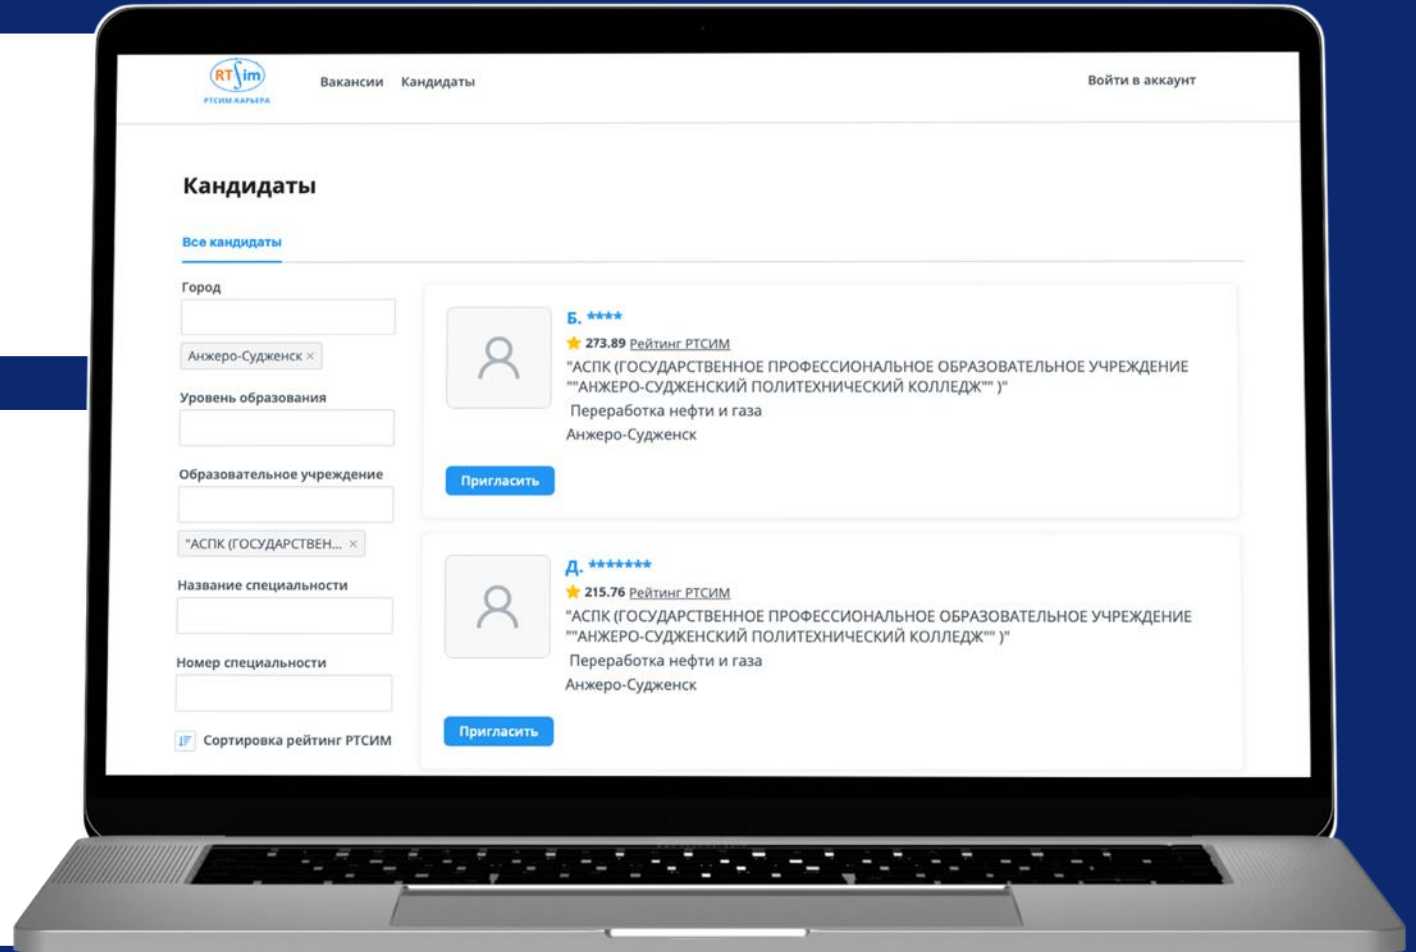 RTSim
РТСИМ.КАРЬЕРА
Вакансии Кандидаты
Войти в аккаунт
Кандидаты
Все кандидаты
Город
Анжеро-Судженск ×
Уровень образования
Образовательное учреждение
"АСПК (ГОСУДАРСТВЕН... ×
Название специальности
Номер специальности
Сортировка рейтинг РТСИМ
Б. ****
273.89 Рейтинг РТСИМ
"АСПК (ГОСУДАРСТВЕННОЕ ПРОФЕССИОНАЛЬНОЕ ОБРАЗОВАТЕЛЬНОЕ УЧРЕЖДЕНИЕ
""АНЖЕРО-СУДЖЕНСКИЙ ПОЛИТЕХНИЧЕСКИЙ КОЛЛЕДЖ"" )"
Переработка нефти и газа
Анжеро-Судженск
Пригласить
Д. *******
215.76 Рейтинг РТСИМ
"АСПК (ГОСУДАРСТВЕННОЕ ПРОФЕССИОНАЛЬНОЕ ОБРАЗОВАТЕЛЬНОЕ УЧРЕЖДЕНИЕ
""АНЖЕРО-СУДЖЕНСКИЙ ПОЛИТЕХНИЧЕСКИЙ КОЛЛЕДЖ"" )"
Переработка нефти и газа
Анжеро-Судженск
Пригласить